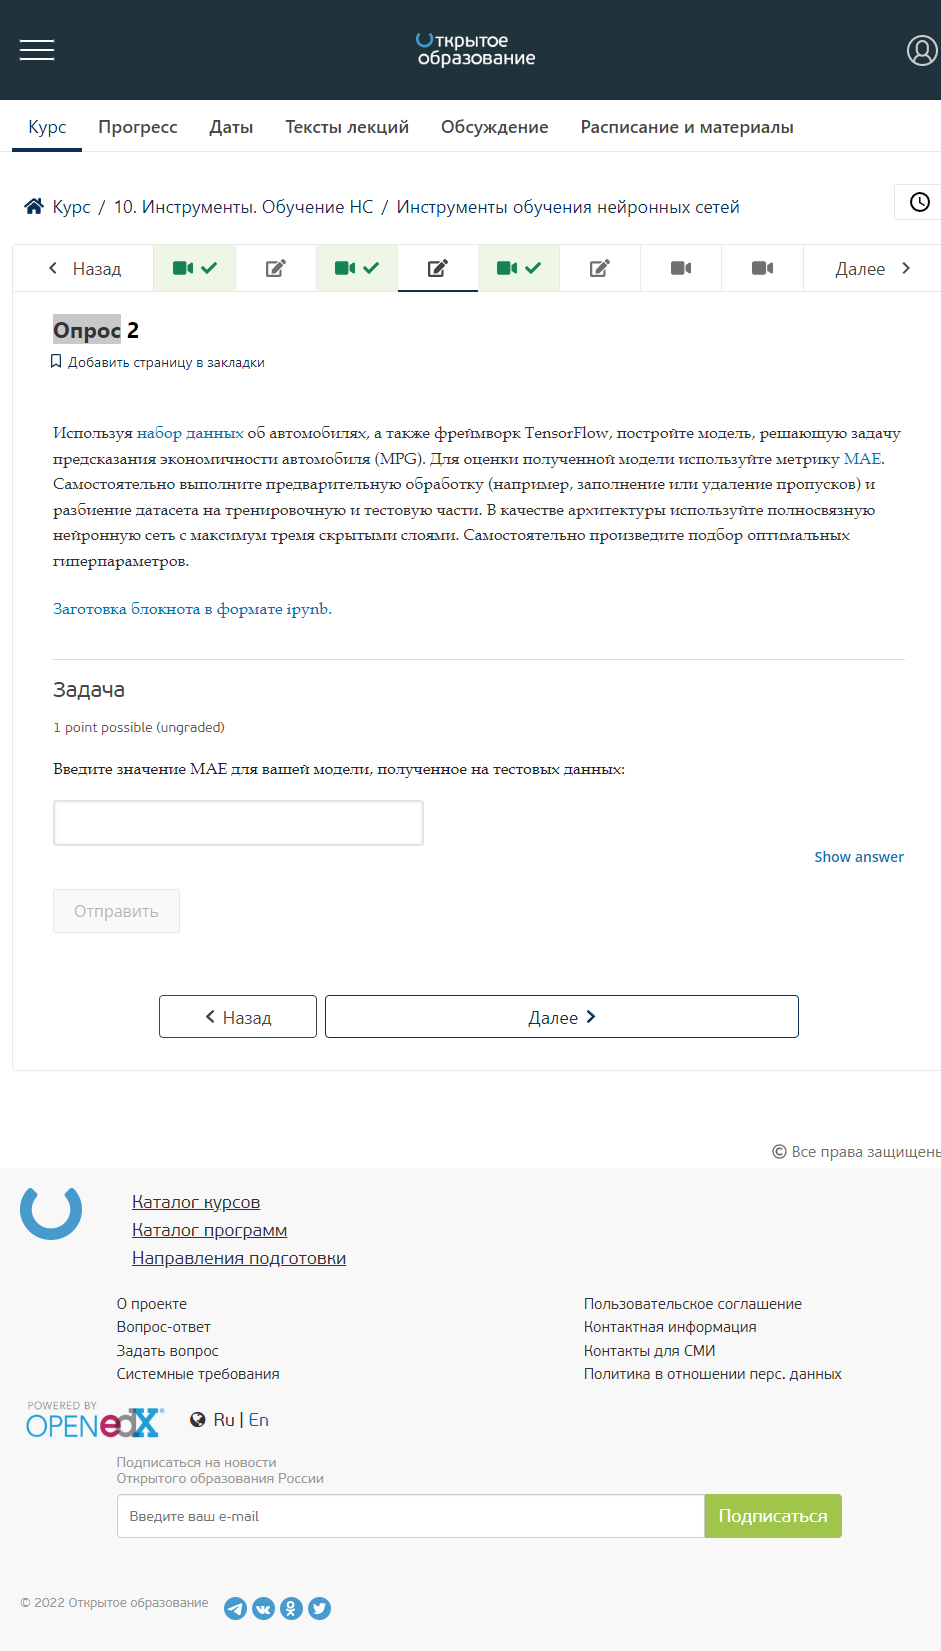 Открытое
образование
Курс Прогресс Даты Тексты лекций Обсуждение Расписание и материалы
Курс / 10. Инструменты. Обучение НС / Инструменты обучения нейронных сетей
Назад Далее
Опрос 2
Добавить страницу в закладки
Используя набор данных об автомобилях, а также фреймворк TensorFlow, постройте модель, решающую задачу
предсказания экономичности автомобиля (MPG). Для оценки полученной модели используйте метрику MAE.
Самостоятельно выполните предварительную обработку (например, заполнение или удаление пропусков) и
разбиение датасета на тренировочную и тестовую части. В качестве архитектуры используйте полносвязную
нейронную сеть с максимум тремя скрытыми слоями. Самостоятельно произведите подбор оптимальных
гиперпараметров.
Заготовка блокнота в формате ipynb.
Задача
1 point possible (ungraded)
Введите значение MAE для вашей модели, полученное на тестовых данных:
Show answer
Отправить
Назад Далее
© Все права защищены
Каталог курсов
Каталог программ
Направления подготовки
О проекте
Вопрос-ответ
Задать вопрос
Системные требования
Пользовательское соглашение
Контактная информация
Контакты для СМИ
Политика в отношении перс. данных
POWERED BY
OPEN edX
Ru | En
Подписаться на новости
Открытого образования России
Введите ваш e-mail Подписаться
© 2022 Открытое образование